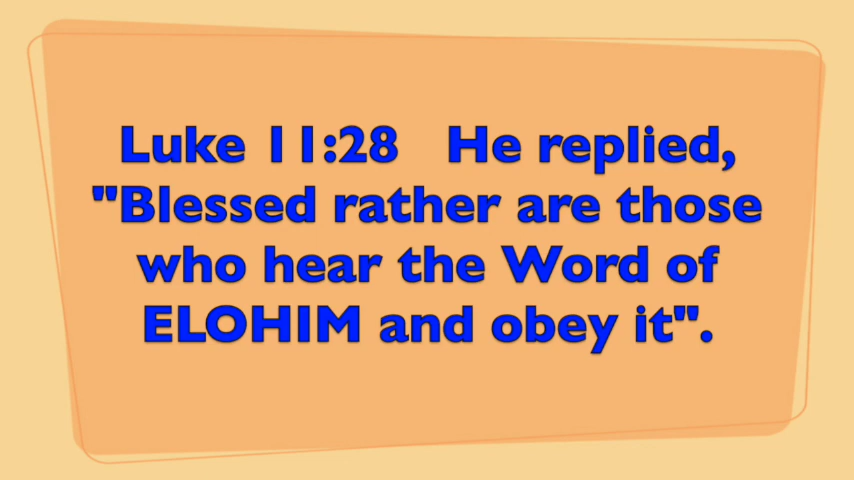 Luke 11:28   He replied,
"Blessed rather are those
who hear the Word of
ELOHIM and obey it".